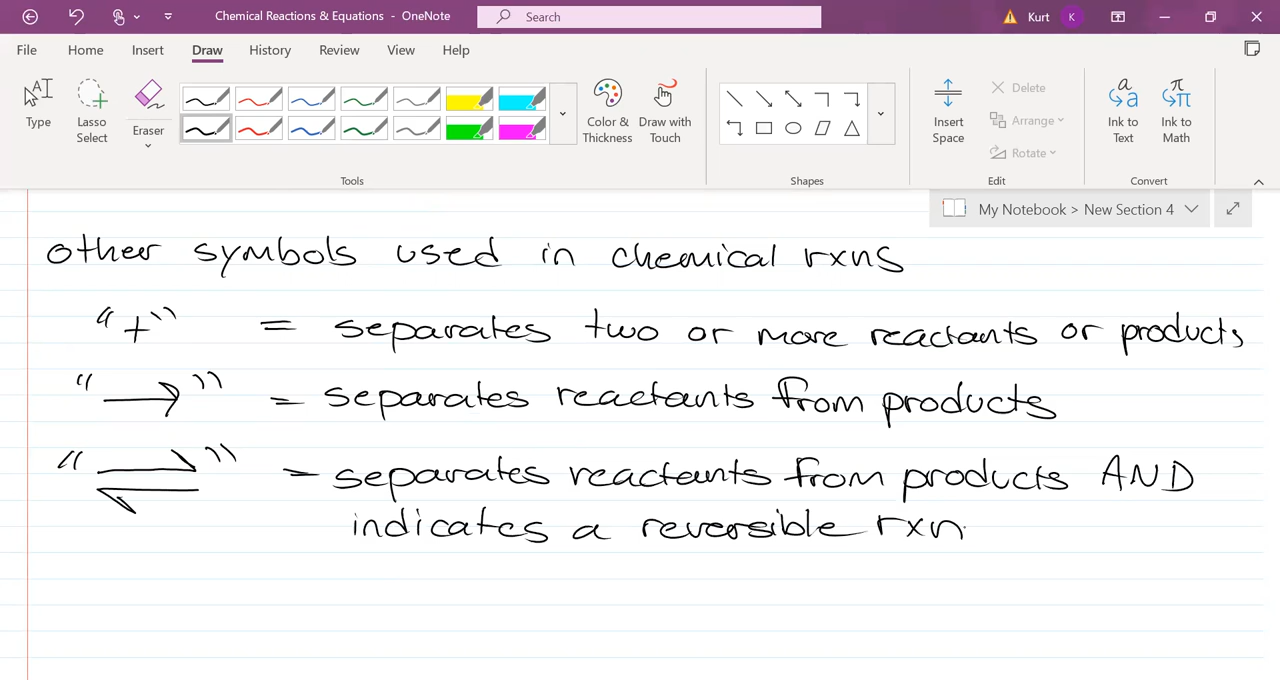 Chemical Reactions & Equations - OneNote
Search
Kurt K
File Home Insert Draw History Review View Help
Type
Lasso Select
Eraser
Color & Thickness
Draw with Touch
Insert Space
Delete
Arrange
Rotate
Ink to Text
Ink to Math
Tools Shapes Edit Convert
My Notebook > New Section 4
other symbols used in chemical rxns
"+" = separates two or more reactants or products
"→" = separates reactants from products
"⇌" = separates reactants from products AND
indicates a reversible rxn